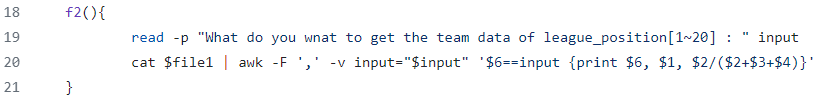 18 f2(){
19 read -p "What do you wnat to get the team data of league_position[1~20] : " input
20 cat $file1 | awk -F ',' -v input="$input" '$6==input {print $6, $1, $2/($2+$3+$4)}'
21 }